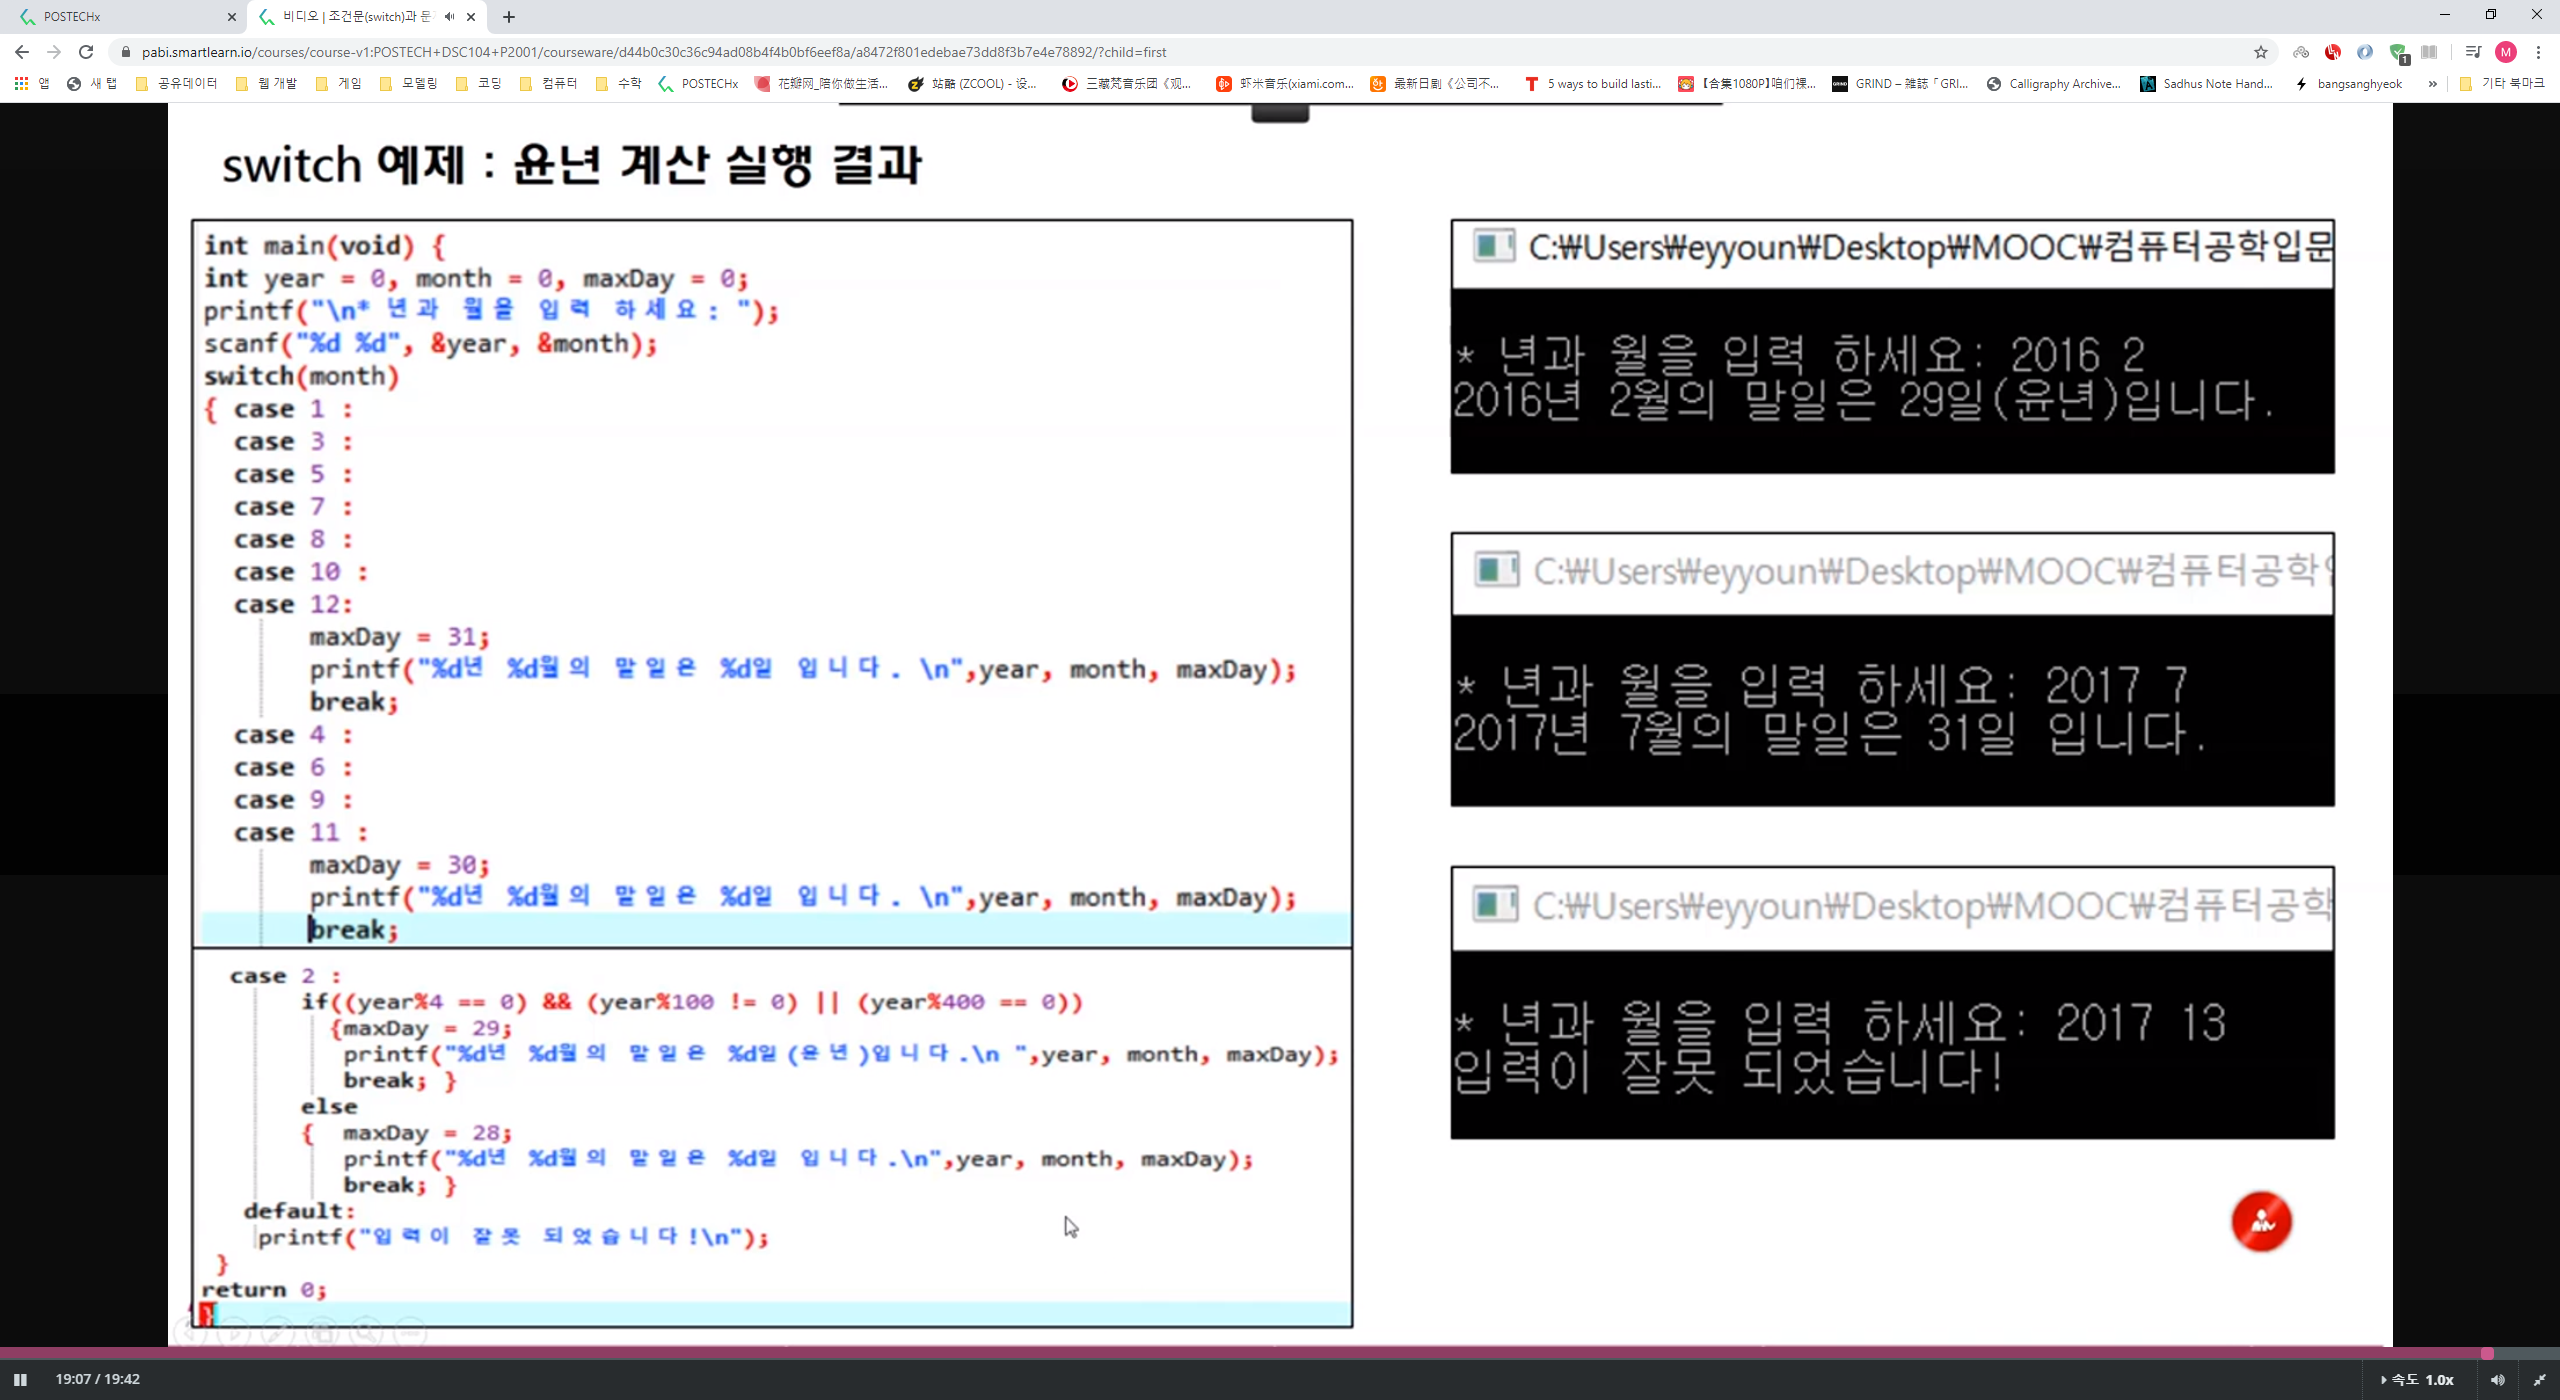 POSTECHx
비디오 | 조건문(switch)과 문
pabi.smartlearn.io/courses/course-v1:POSTECH+DSC104+P2001/courseware/d44b0c30c36c94ad08b4f4b0bf6eef8a/a8472f801edebae73dd8f3b7e4e78892/?child=first
앱 새 탭 공유데이터 웹 개발 게임 모델링 코딩 컴퓨터 수학 POSTECHx 花瓣网_陪你做生活... 站酷 (ZCOOL) - 设... 三藏梵音乐团《观... 虾米音乐(xiami.com... 最新日剧《公司不... 5 ways to build lasti... 【合集1080P】咱们裸... GRIND – 雑誌「GRI... Calligraphy Archive... Sadhus Note Hand... bangsanghyeok » 기타 북마크
switch 예제 : 윤년 계산 실행 결과
int main(void) {
int year = 0, month = 0, maxDay = 0;
printf("\n* 년과 월을 입력 하세요: ");
scanf("%d %d", &year, &month);
switch(month)
{ case 1 :
case 3 :
case 5 :
case 7 :
case 8 :
case 10 :
case 12:
maxDay = 31;
printf("%d년 %d월의 말일은 %d일 입니다. \n",year, month, maxDay);
break;
case 4 :
case 6 :
case 9 :
case 11 :
maxDay = 30;
printf("%d년 %d월의 말일은 %d일 입니다. \n",year, month, maxDay);
break;
case 2 :
if((year%4 == 0) && (year%100 != 0) || (year%400 == 0))
{maxDay = 29;
printf("%d년 %d월의 말일은 %d일(윤년)입니다.\n ",year, month, maxDay);
break; }
else
{ maxDay = 28;
printf("%d년 %d월의 말일은 %d일 입니다.\n",year, month, maxDay);
break; }
default:
printf("입력이 잘못 되었습니다!\n");
}
return 0;
}
C:₩Users₩eyyoun₩Desktop₩MOOC₩컴퓨터공학입문
* 년과 월을 입력 하세요: 2016 2
2016년 2월의 말일은 29일(윤년)입니다.
C:₩Users₩eyyoun₩Desktop₩MOOC₩컴퓨터공학
* 년과 월을 입력 하세요: 2017 7
2017년 7월의 말일은 31일 입니다.
C:₩Users₩eyyoun₩Desktop₩MOOC₩컴퓨터공학
* 년과 월을 입력 하세요: 2017 13
입력이 잘못 되었습니다!
19:07 / 19:42
속도 1.0x